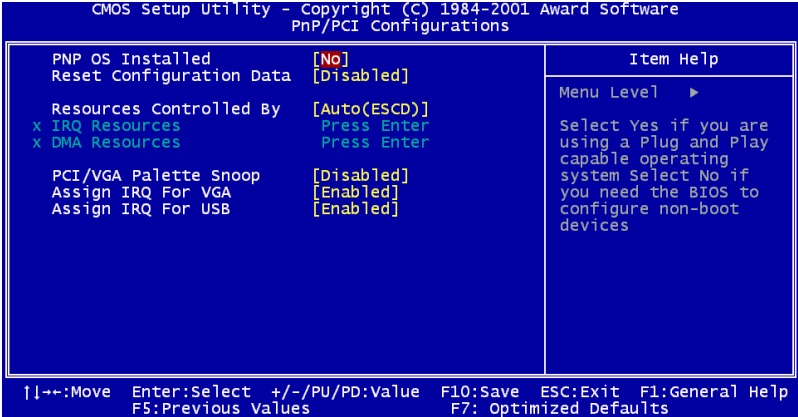 CMOS Setup Utility - Copyright (C) 1984-2001 Award Software
PnP/PCI Configurations
PNP OS Installed [No]
Reset Configuration Data [Disabled]
Resources Controlled By [Auto(ESCD)]
x IRQ Resources Press Enter
x DMA Resources Press Enter
PCI/VGA Palette Snoop [Disabled]
Assign IRQ For VGA [Enabled]
Assign IRQ For USB [Enabled]
Item Help
Menu Level ▶
Select Yes if you are
using a Plug and Play
capable operating
system Select No if
you need the BIOS to
configure non-boot
devices
↑↓→←:Move Enter:Select +/-/PU/PD:Value F10:Save ESC:Exit F1:General Help
F5:Previous Values F7: Optimized Defaults